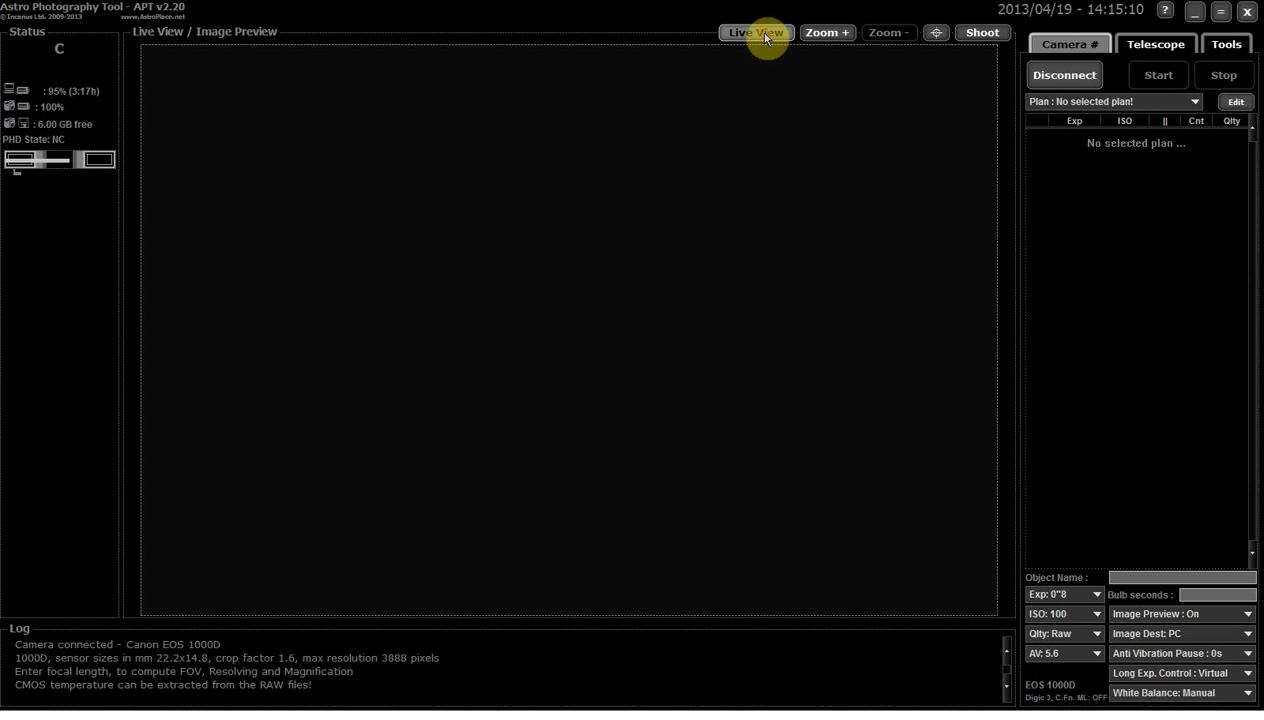 Astro Photography Tool - APT v2.20
© Incanus Ltd. 2009-2013 www.AstroPlace.net
2013/04/19 - 14:15:10 ? _ = X
Status
C
: 95% (3:17h)
: 100%
: 6.00 GB free
PHD State: NC
Live View / Image Preview
Live View Zoom + Zoom - Shoot
Camera # Telescope Tools
Disconnect Start Stop
Plan : No selected plan! Edit
Exp ISO || Cnt Qlty
No selected plan ...
Object Name :
Exp: 0"8 Bulb seconds :
ISO: 100 Image Preview : On
Qlty: Raw Image Dest: PC
AV: 5.6 Anti Vibration Pause : 0s
Long Exp. Control : Virtual
EOS 1000D
White Balance: Manual
Digic 3, C.Fn. ML: OFF
Log
Camera connected - Canon EOS 1000D
1000D, sensor sizes in mm 22.2x14.8, crop factor 1.6, max resolution 3888 pixels
Enter focal length, to compute FOV, Resolving and Magnification
CMOS temperature can be extracted from the RAW files!